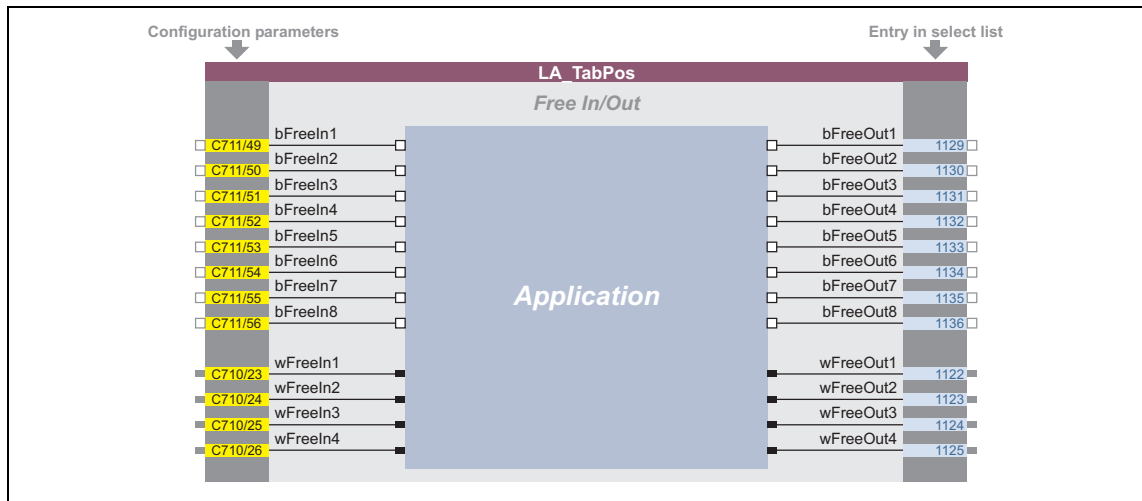 Configuration parameters Entry in select list
LA_TabPos
Free In/Out
bFreeIn1 bFreeOut1
C711/49 1129
bFreeIn2 bFreeOut2
C711/50 1130
bFreeIn3 bFreeOut3
C711/51 1131
bFreeIn4 bFreeOut4
C711/52 1132
bFreeIn5 bFreeOut5
C711/53 1133
bFreeIn6 bFreeOut6
C711/54 1134
bFreeIn7 bFreeOut7
C711/55 Application 1135
bFreeIn8 bFreeOut8
C711/56 1136
wFreeIn1 wFreeOut1
C710/23 1122
wFreeIn2 wFreeOut2
C710/24 1123
wFreeIn3 wFreeOut3
C710/25 1124
wFreeIn4 wFreeOut4
C710/26 1125